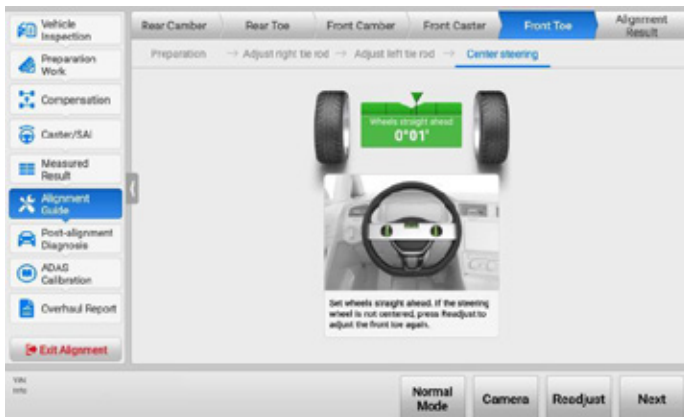 Vehicle
Inspection
Preparation
Work
Compensation
Caster/SAI
Measured
Result
Alignment
Guide
Post-alignment
Diagnosis
ADAS
Calibration
Overhaul Report
Exit Alignment
Rear Camber
Rear Toe
Front Camber
Front Caster
Front Toe
Alignment
Result
Preparation → Adjust right tie rod → Adjust left tie rod → Center steering
Wheels straight ahead
0°01'
Set wheels straight ahead. If the steering
wheel is not centered, press Readjust to
adjust the front toe again.
VIN
Normal
Mode
Camera
Readjust
Next